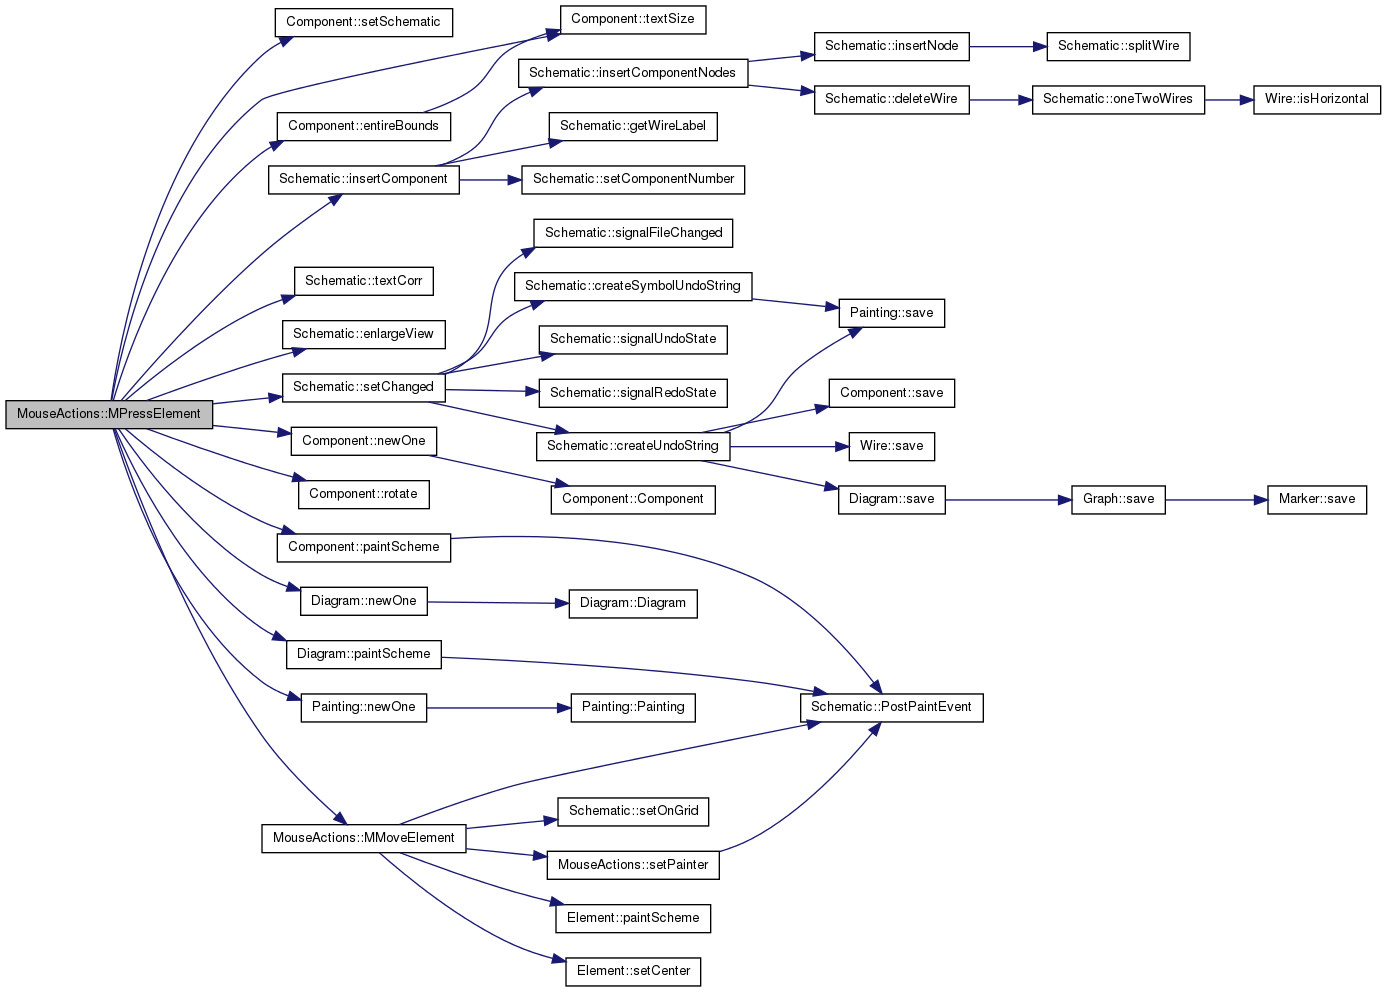 Component::setSchematic
Component::textSize
Schematic::insertNode
Schematic::splitWire
Schematic::insertComponentNodes
Schematic::deleteWire
Schematic::oneTwoWires
Wire::isHorizontal
Component::entireBounds
Schematic::getWireLabel
Schematic::insertComponent
Schematic::setComponentNumber
Schematic::signalFileChanged
Schematic::textCorr
Schematic::createSymbolUndoString
Painting::save
Schematic::enlargeView
Schematic::signalUndoState
Schematic::setChanged
Schematic::signalRedoState
Component::save
MouseActions::MPressElement
Component::newOne
Schematic::createUndoString
Wire::save
Component::rotate
Component::Component
Diagram::save
Graph::save
Marker::save
Component::paintScheme
Diagram::newOne
Diagram::Diagram
Diagram::paintScheme
Painting::newOne
Painting::Painting
Schematic::PostPaintEvent
Schematic::setOnGrid
MouseActions::MMoveElement
MouseActions::setPainter
Element::paintScheme
Element::setCenter